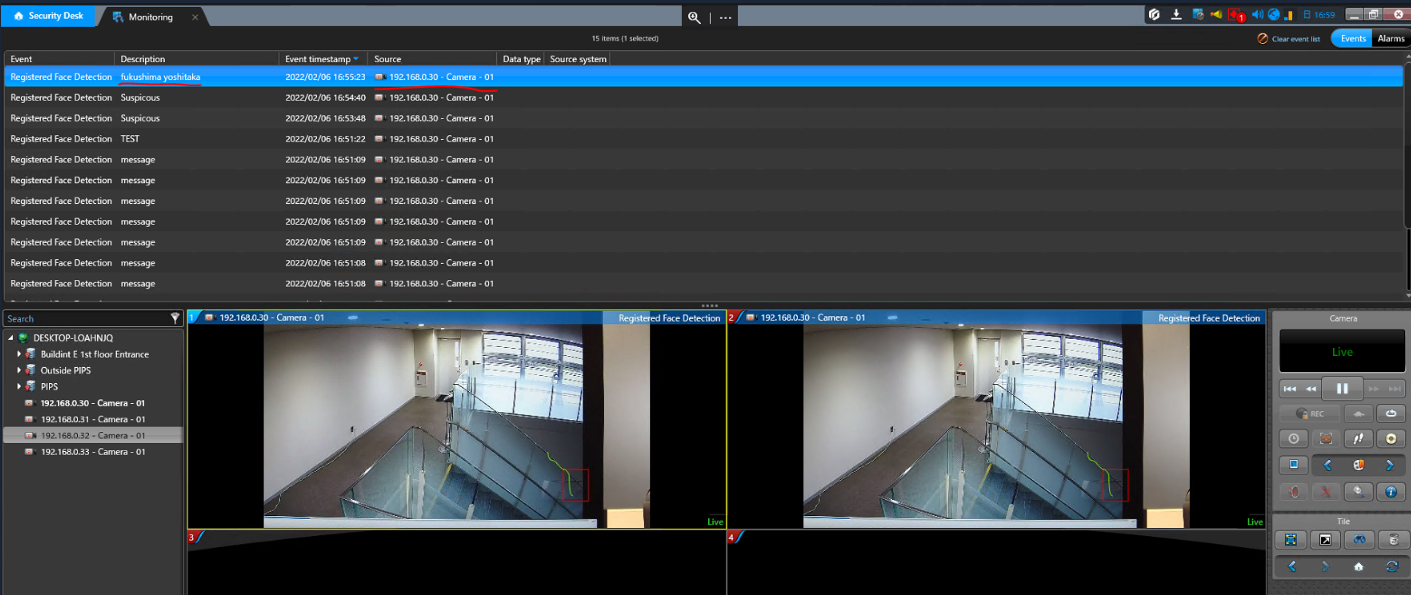 Security Desk
Monitoring
1
16:59
15 items (1 selected)
Clear event list
Events Alarms
Event Description Event timestamp Source Data type Source system
Registered Face Detection fukushima yoshitaka 2022/02/06 16:55:23 192.168.0.30 - Camera - 01
Registered Face Detection Suspicous 2022/02/06 16:54:40 192.168.0.30 - Camera - 01
Registered Face Detection Suspicous 2022/02/06 16:53:48 192.168.0.30 - Camera - 01
Registered Face Detection TEST 2022/02/06 16:51:22 192.168.0.30 - Camera - 01
Registered Face Detection message 2022/02/06 16:51:09 192.168.0.30 - Camera - 01
Registered Face Detection message 2022/02/06 16:51:09 192.168.0.30 - Camera - 01
Registered Face Detection message 2022/02/06 16:51:09 192.168.0.30 - Camera - 01
Registered Face Detection message 2022/02/06 16:51:09 192.168.0.30 - Camera - 01
Registered Face Detection message 2022/02/06 16:51:09 192.168.0.30 - Camera - 01
Registered Face Detection message 2022/02/06 16:51:08 192.168.0.30 - Camera - 01
Registered Face Detection message 2022/02/06 16:51:08 192.168.0.30 - Camera - 01
Search
DESKTOP-LOAHNJQ
Buildint E 1st floor Entrance
Outside PIPS
PIPS
192.168.0.30 - Camera - 01
192.168.0.31 - Camera - 01
192.168.0.32 - Camera - 01
192.168.0.33 - Camera - 01
1 192.168.0.30 - Camera - 01 Registered Face Detection
Live
2 192.168.0.30 - Camera - 01 Registered Face Detection
Live
3
4
Camera
Live
REC
Tile